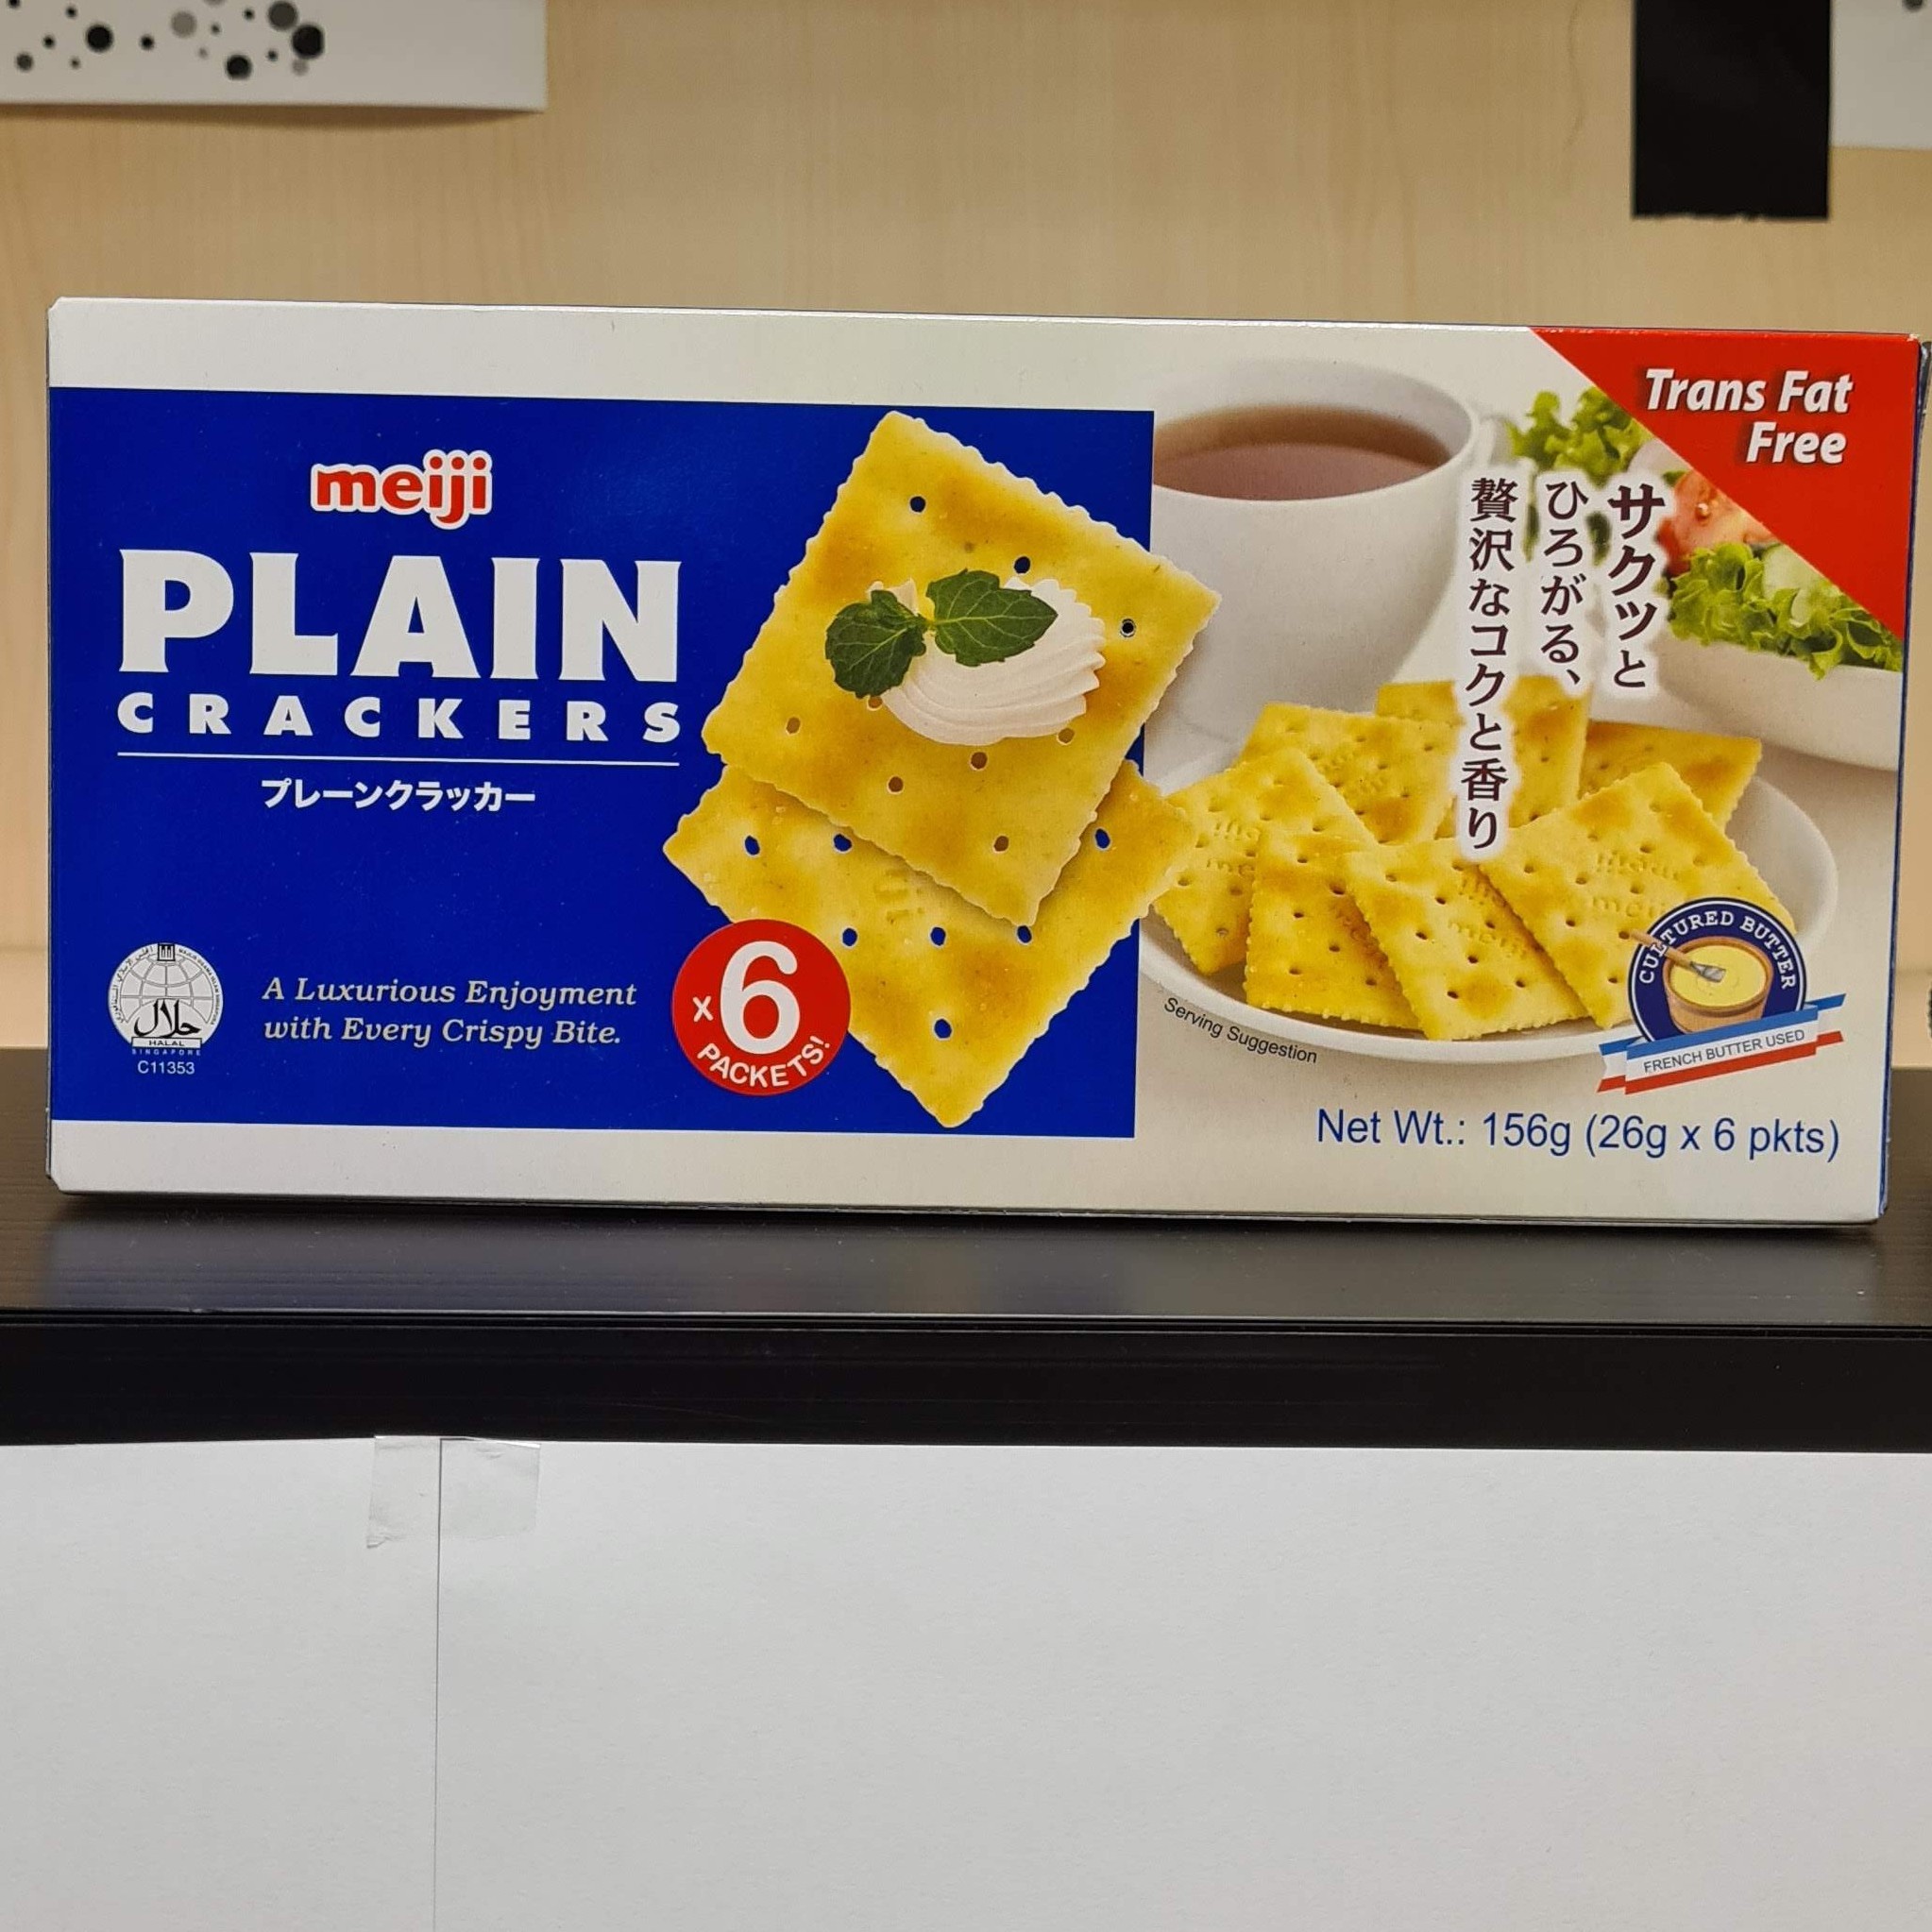 meiji
PLAIN
CRACKERS
プレーンクラッカー
A Luxurious Enjoyment
with Every Crispy Bite.
HALAL
SINGAPORE
C11353
x6
PACKETS!
Trans Fat
Free
サクッと
ひろがる、
贅沢なコクと香り
Serving Suggestion
CULTURED BUTTER
FRENCH BUTTER USED
Net Wt.: 156g (26g x 6 pkts)